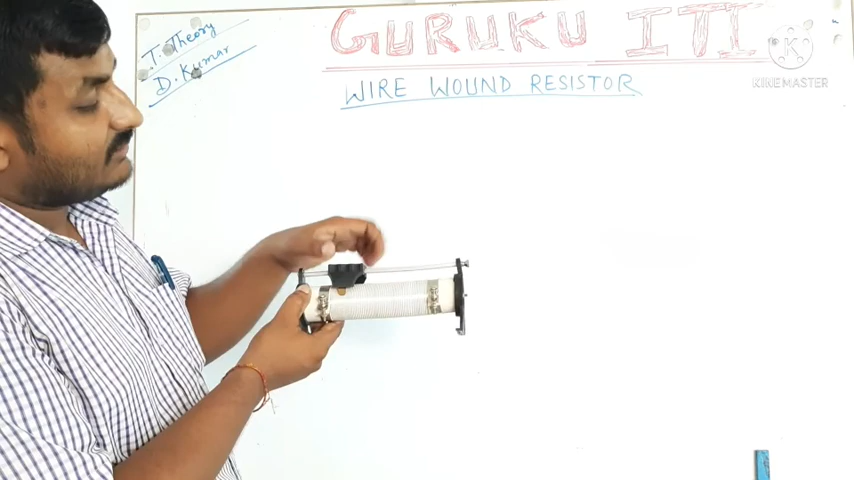 T. Theory
D. Kumar
GURUKU ITI
WIRE WOUND RESISTOR
K
KINEMASTER